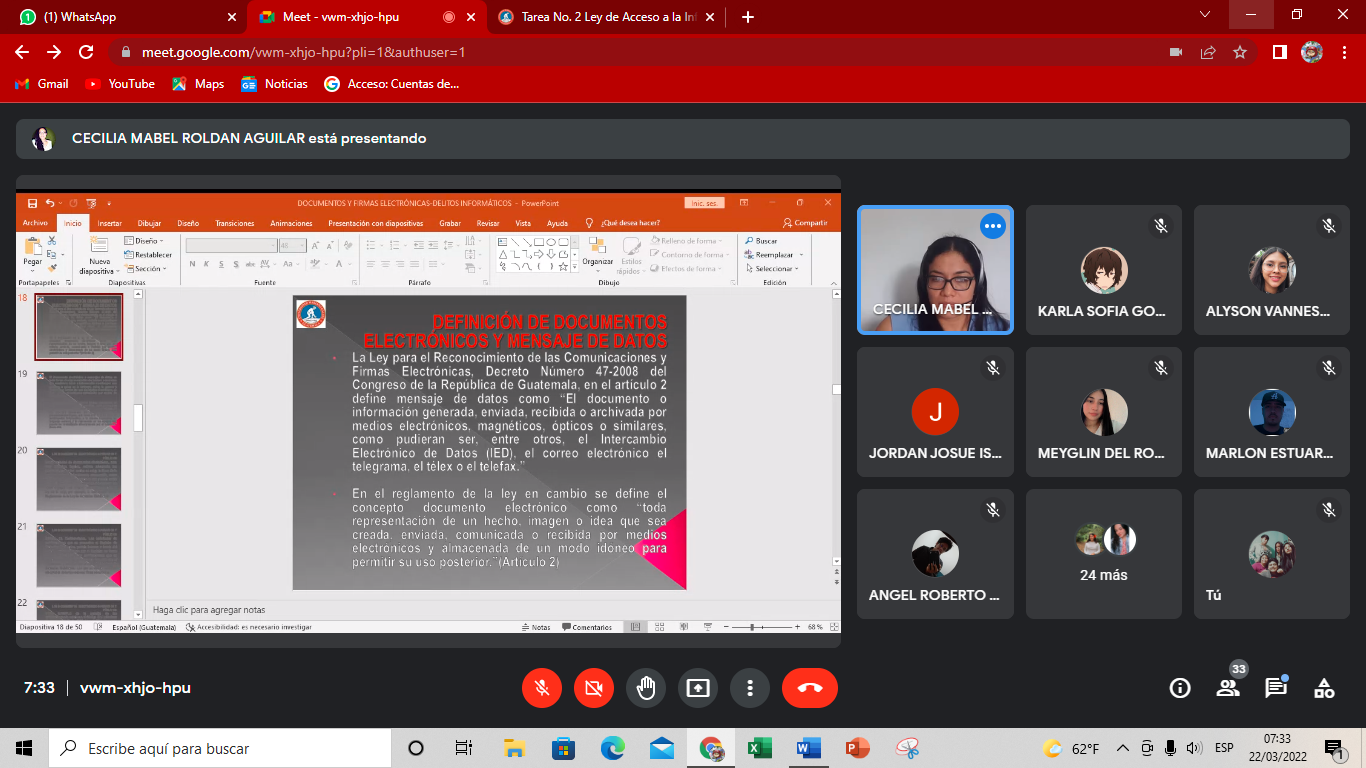 (1) WhatsApp
Meet - vwm-xhjo-hpu
Tarea No. 2 Ley de Acceso a la In
meet.google.com/vwm-xhjo-hpu?pli=1&authuser=1
Gmail
YouTube
Maps
Noticias
Acceso: Cuentas de...
CECILIA MABEL ROLDAN AGUILAR está presentando
DOCUMENTOS Y FIRMAS ELECTRÓNICAS-DELITOS INFORMÁTICOS - PowerPoint
Inic. ses.
Archivo Inicio Insertar Dibujar Diseño Transiciones Animaciones Presentación con diapositivas Grabar Revisar Vista Ayuda ¿Qué desea hacer? Compartir
Pegar
Nueva
diapositiva
Diseño
Restablecer
Sección
N K S
Aa
Organizar
Estilos
rápidos
Relleno de forma
Contorno de forma
Efectos de forma
Buscar
Reemplazar
Seleccionar
Portapapeles Diapositivas Fuente Párrafo Dibujo Edición
18
19
20
21
22
DEFINICIÓN DE DOCUMENTOS
ELECTRÓNICOS Y MENSAJE DE DATOS
La Ley para el Reconocimiento de las Comunicaciones y
Firmas Electrónicas, Decreto Número 47-2008 del
Congreso de la República de Guatemala, en el artículo 2
define mensaje de datos como “El documento o
información generada, enviada, recibida o archivada por
medios electrónicos, magnéticos, ópticos o similares,
como pudieran ser, entre otros, el Intercambio
Electrónico de Datos (IED), el correo electrónico el
telegrama, el télex o el telefax.”
En el reglamento de la ley en cambio se define el
concepto documento electrónico como “toda
representación de un hecho, imagen o idea que sea
creada, enviada, comunicada o recibida por medios
electrónicos y almacenada de un modo idóneo para
permitir su uso posterior.”(Artículo 2)
Haga clic para agregar notas
Diapositiva 18 de 50
Español (Guatemala)
Accesibilidad: es necesario investigar
Notas
Comentarios
68 %
CECILIA MABEL ...
KARLA SOFIA GO...
ALYSON VANNES...
J
JORDAN JOSUE IS...
MEYGLIN DEL RO...
MARLON ESTUAR...
ANGEL ROBERTO ...
24 más
Tú
7:33 | vwm-xhjo-hpu
33
Escribe aquí para buscar
62°F
ESP
07:33
22/03/2022
1